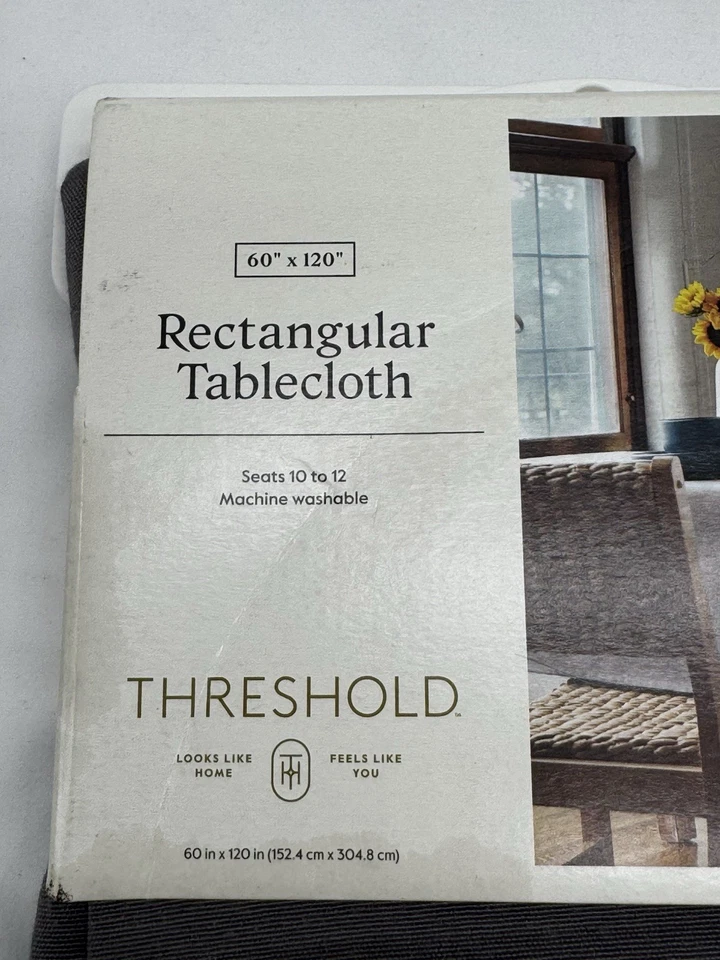 60" x 120"
Rectangular
Tablecloth
Seats 10 to 12
Machine washable
THRESHOLD™
LOOKS LIKE
HOME
FEELS LIKE
YOU
60 in x 120 in (152.4 cm x 304.8 cm)